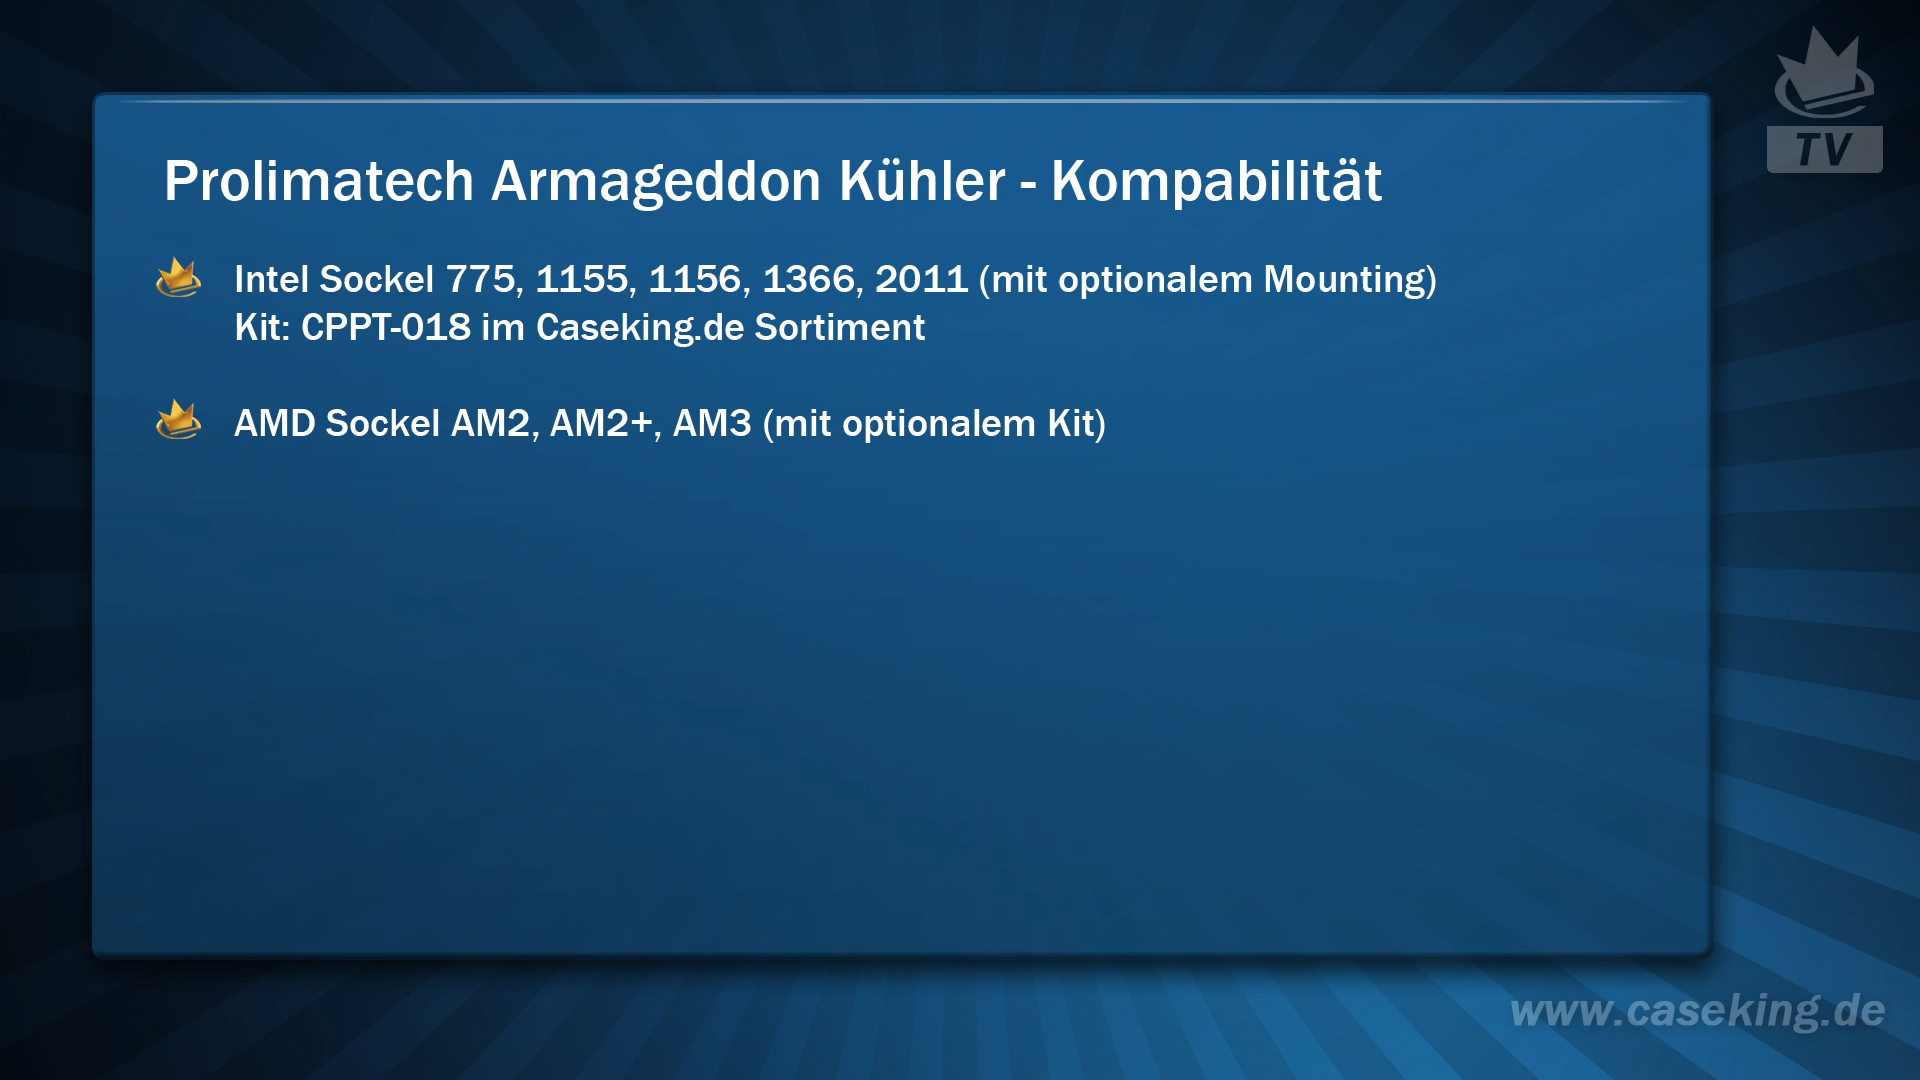 TV
Prolimatech Armageddon Kühler - Kompabilität
Intel Sockel 775, 1155, 1156, 1366, 2011 (mit optionalem Mounting)
Kit: CPPT-018 im Caseking.de Sortiment
AMD Sockel AM2, AM2+, AM3 (mit optionalem Kit)
www.caseking.de